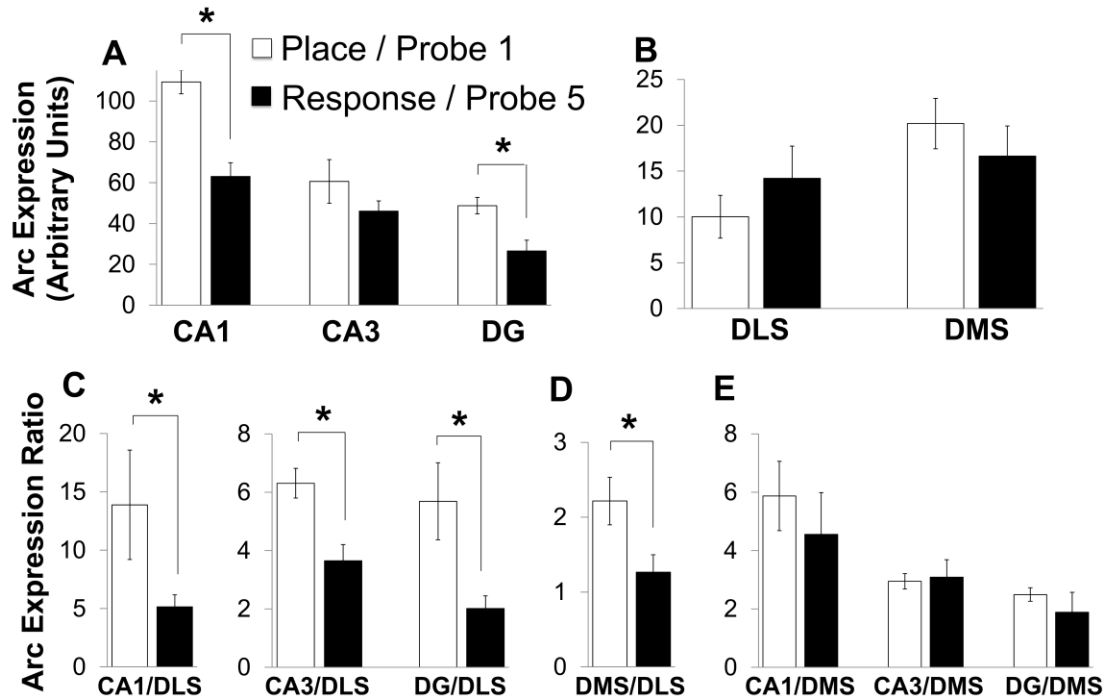 A
Place / Probe 1
Response / Probe 5
*
*
Arc Expression
(Arbitrary Units)
100
80
60
40
20
0
CA1 CA3 DG
B
25
20
15
10
5
0
DLS DMS
C
*
*
*
Arc Expression Ratio
20
15
10
5
0
CA1/DLS
8
6
4
2
0
CA3/DLS DG/DLS
D
*
3
2
1
0
DMS/DLS
E
8
6
4
2
0
CA1/DMS CA3/DMS DG/DMS